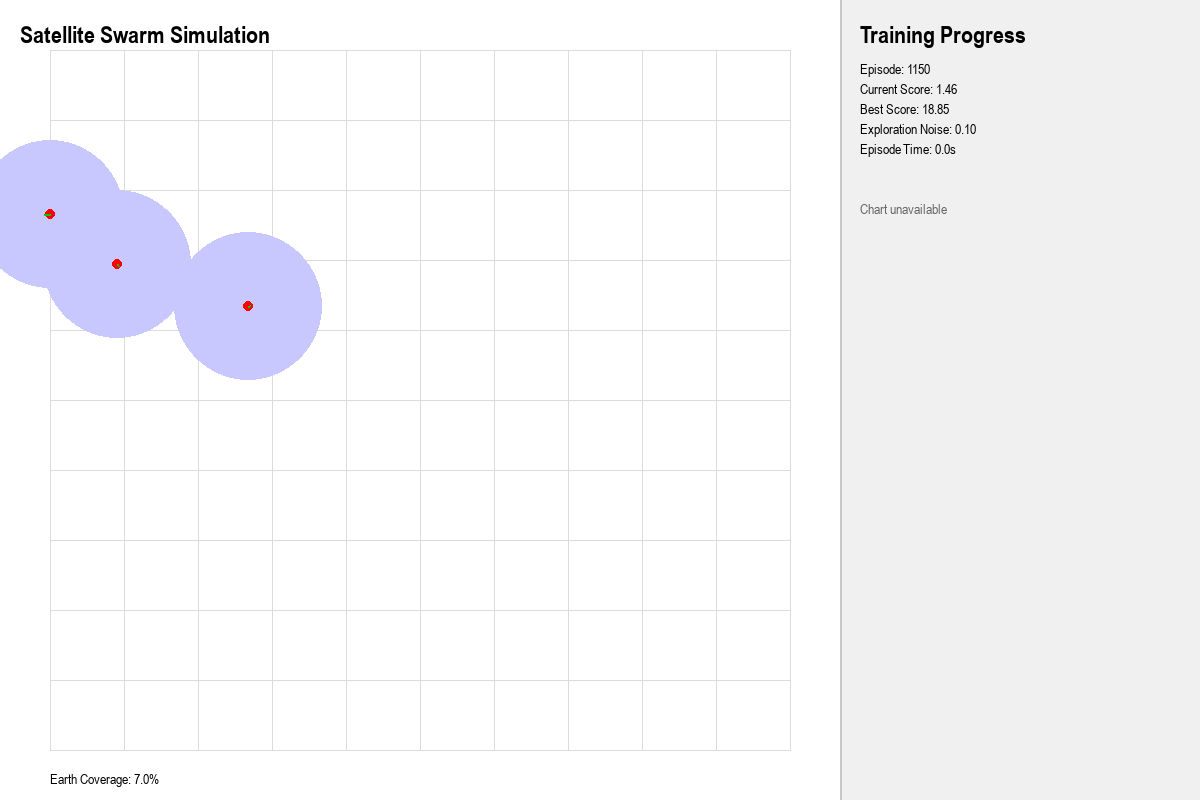 Satellite Swarm Simulation
Earth Coverage: 7.0%
Training Progress
Episode: 1150
Current Score: 1.46
Best Score: 18.85
Exploration Noise: 0.10
Episode Time: 0.0s
Chart unavailable